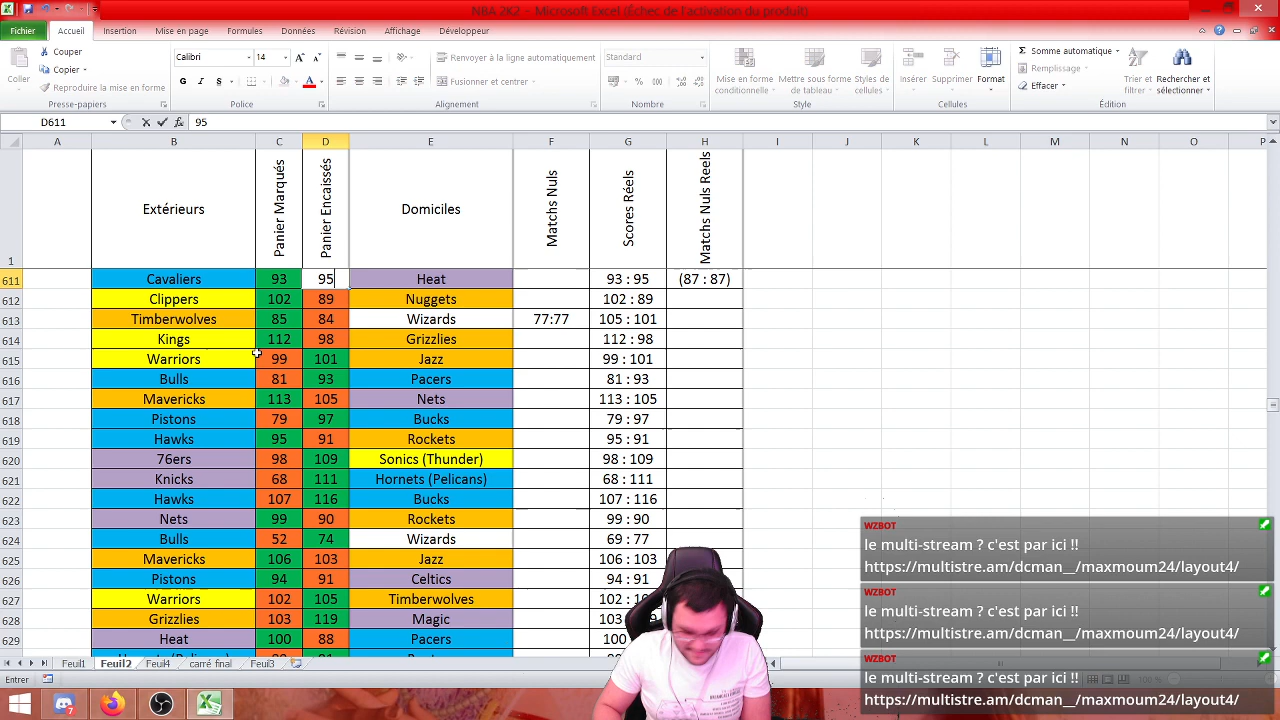 NBA 2K2 - Microsoft Excel (Échec de l'activation du produit)
Fichier Accueil Insertion Mise en page Formules Données Révision Affichage Développeur
Couper Calibri 14 Renvoyer à la ligne automatiquement Standard Σ Somme automatique
Coller Copier Mise en forme conditionnelle Mettre sous forme de tableau Styles de cellules Insérer Supprimer Format Remplissage Trier et filtrer Rechercher et sélectionner
Reproduire la mise en forme G I S Fusionner et centrer % 000 Effacer
Presse-papiers Police Alignement Nombre Style Cellules Édition
D611 fx 95
A B C D E F G H I J K L M N O P
1 Extérieurs Panier Marqués Panier Encaissés Domiciles Matchs Nuls Scores Réels Matchs Nuls Reels
611 Cavaliers 93 95 Heat 93 : 95 (87 : 87)
612 Clippers 102 89 Nuggets 102 : 89
613 Timberwolves 85 84 Wizards 77:77 105 : 101
614 Kings 112 98 Grizzlies 112 : 98
615 Warriors 99 101 Jazz 99 : 101
616 Bulls 81 93 Pacers 81 : 93
617 Mavericks 113 105 Nets 113 : 105
618 Pistons 79 97 Bucks 79 : 97
619 Hawks 95 91 Rockets 95 : 91
620 76ers 98 109 Sonics (Thunder) 98 : 109
621 Knicks 68 111 Hornets (Pelicans) 68 : 111
622 Hawks 107 116 Bucks 107 : 116
623 Nets 99 90 Rockets 99 : 90
624 Bulls 52 74 Wizards 69 : 77
625 Mavericks 106 103 Jazz 106 : 103
626 Pistons 94 91 Celtics 94 : 91
627 Warriors 102 105 Timberwolves 102 :
628 Grizzlies 103 119 Magic 103
629 Heat 100 88 Pacers 100
Feuil1 Feuil2 Feuil4 carré final Feuil3
Entrer 100 %
WZBOT
le multi-stream ? c'est par ici !!
https://multistre.am/dcman__/maxmoum24/layout4/
WZBOT
le multi-stream ? c'est par ici !!
https://multistre.am/dcman__/maxmoum24/layout4/
WZBOT
le multi-stream ? c'est par ici !!
https://multistre.am/dcman__/maxmoum24/layout4/